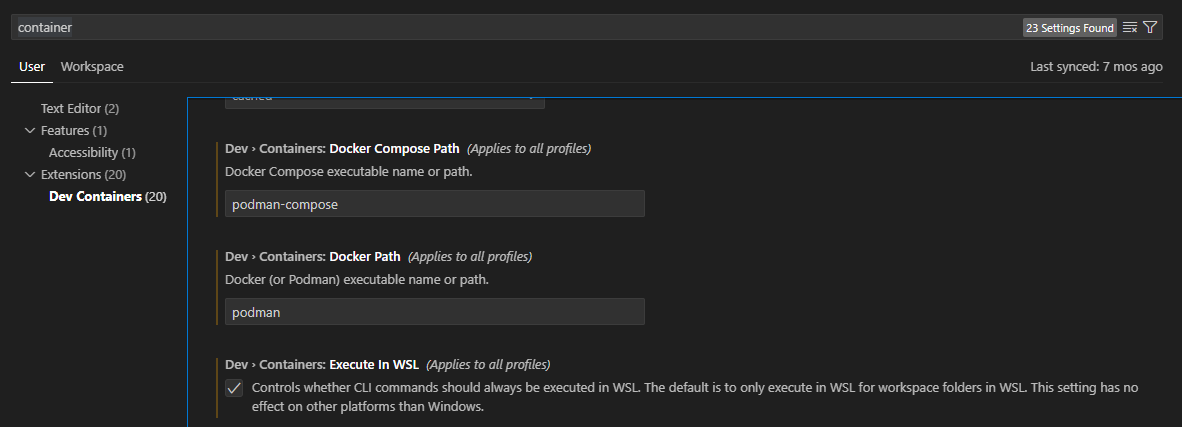 container
23 Settings Found
User
Workspace
Last synced: 7 mos ago
Text Editor (2)
Features (1)
Accessibility (1)
Extensions (20)
Dev Containers (20)
cached
Dev › Containers: Docker Compose Path (Applies to all profiles)
Docker Compose executable name or path.
podman-compose
Dev › Containers: Docker Path (Applies to all profiles)
Docker (or Podman) executable name or path.
podman
Dev › Containers: Execute In WSL (Applies to all profiles)
Controls whether CLI commands should always be executed in WSL. The default is to only execute in WSL for workspace folders in WSL. This setting has no
effect on other platforms than Windows.